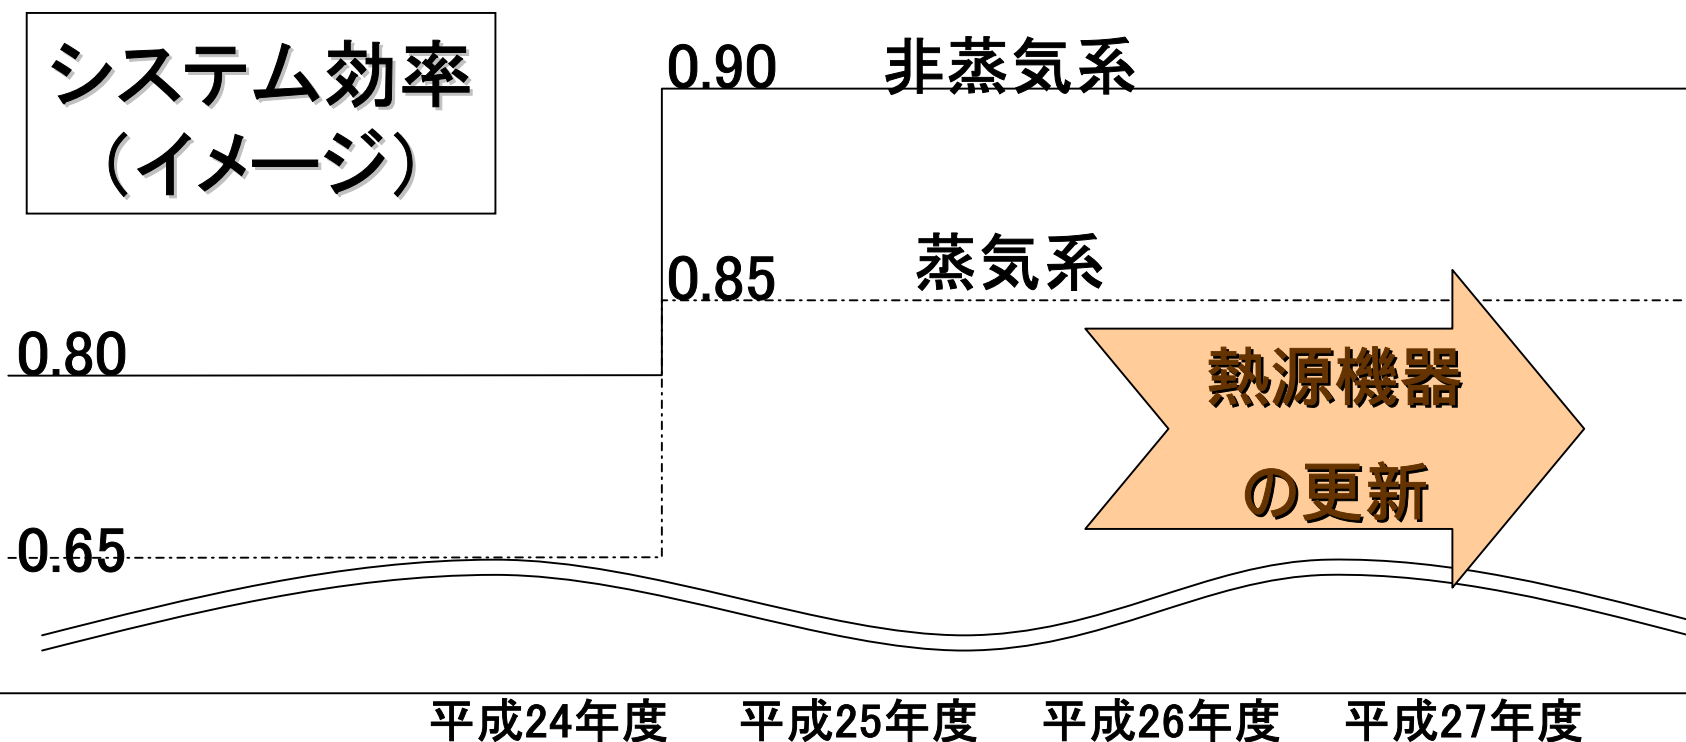 システム効率
（イメージ）
0.90
非蒸気系
0.85
蒸気系
0.80
0.65
熱源機器
の更新
平成24年度
平成25年度
平成26年度
平成27年度